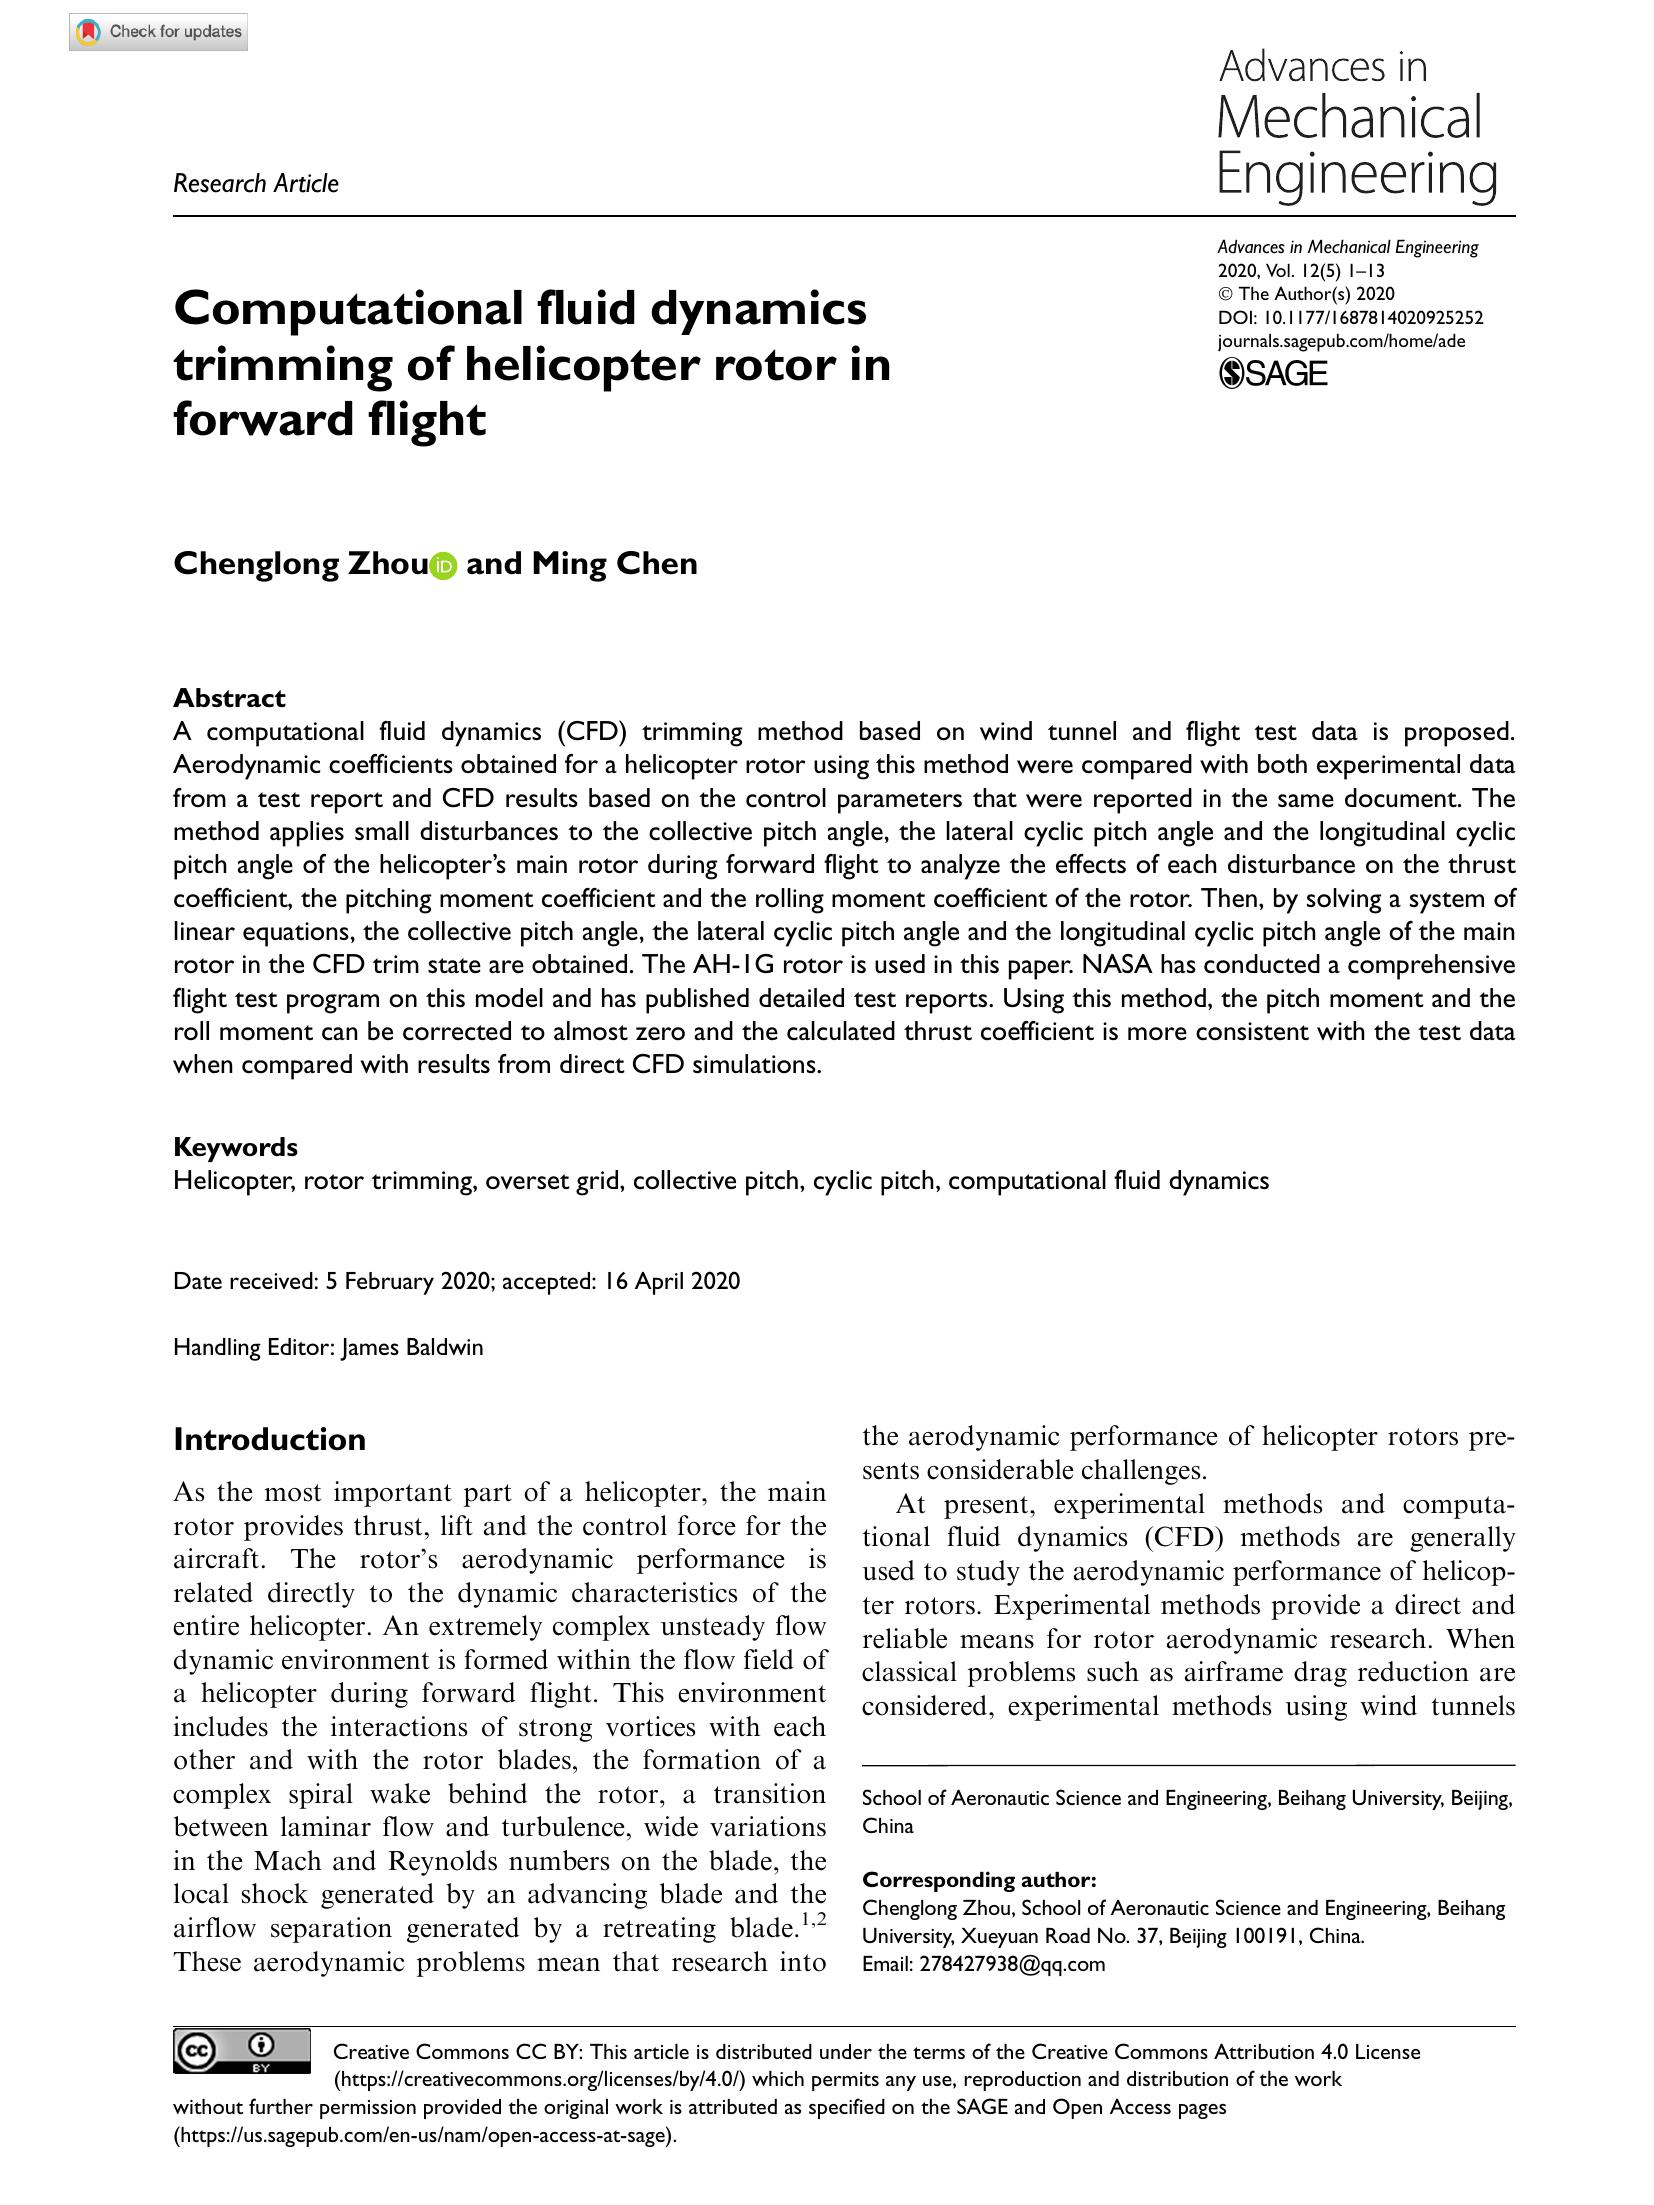 Check for updates
Advances in
Mechanical
Engineering
Research Article
Advances in Mechanical Engineering
2020, Vol. 12(5) 1–13
© The Author(s) 2020
DOI: 10.1177/1687814020925252
journals.sagepub.com/home/ade
SAGE
Computational fluid dynamics
trimming of helicopter rotor in
forward flight
Chenglong Zhou iD and Ming Chen
Abstract
A computational fluid dynamics (CFD) trimming method based on wind tunnel and flight test data is proposed.
Aerodynamic coefficients obtained for a helicopter rotor using this method were compared with both experimental data
from a test report and CFD results based on the control parameters that were reported in the same document. The
method applies small disturbances to the collective pitch angle, the lateral cyclic pitch angle and the longitudinal cyclic
pitch angle of the helicopter’s main rotor during forward flight to analyze the effects of each disturbance on the thrust
coefficient, the pitching moment coefficient and the rolling moment coefficient of the rotor. Then, by solving a system of
linear equations, the collective pitch angle, the lateral cyclic pitch angle and the longitudinal cyclic pitch angle of the main
rotor in the CFD trim state are obtained. The AH-1G rotor is used in this paper. NASA has conducted a comprehensive
flight test program on this model and has published detailed test reports. Using this method, the pitch moment and the
roll moment can be corrected to almost zero and the calculated thrust coefficient is more consistent with the test data
when compared with results from direct CFD simulations.
Keywords
Helicopter, rotor trimming, overset grid, collective pitch, cyclic pitch, computational fluid dynamics
Date received: 5 February 2020; accepted: 16 April 2020
Handling Editor: James Baldwin
Introduction
As the most important part of a helicopter, the main
rotor provides thrust, lift and the control force for the
aircraft. The rotor’s aerodynamic performance is
related directly to the dynamic characteristics of the
entire helicopter. An extremely complex unsteady flow
dynamic environment is formed within the flow field of
a helicopter during forward flight. This environment
includes the interactions of strong vortices with each
other and with the rotor blades, the formation of a
complex spiral wake behind the rotor, a transition
between laminar flow and turbulence, wide variations
in the Mach and Reynolds numbers on the blade, the
local shock generated by an advancing blade and the
airflow separation generated by a retreating blade.1,2
These aerodynamic problems mean that research into
the aerodynamic performance of helicopter rotors pre-
sents considerable challenges.
At present, experimental methods and computa-
tional fluid dynamics (CFD) methods are generally
used to study the aerodynamic performance of helicop-
ter rotors. Experimental methods provide a direct and
reliable means for rotor aerodynamic research. When
classical problems such as airframe drag reduction are
considered, experimental methods using wind tunnels
School of Aeronautic Science and Engineering, Beihang University, Beijing,
China
Corresponding author:
Chenglong Zhou, School of Aeronautic Science and Engineering, Beihang
University, Xueyuan Road No. 37, Beijing 100191, China.
Email: 278427938@qq.com
cc BY
Creative Commons CC BY: This article is distributed under the terms of the Creative Commons Attribution 4.0 License
(https://creativecommons.org/licenses/by/4.0/) which permits any use, reproduction and distribution of the work
without further permission provided the original work is attributed as specified on the SAGE and Open Access pages
(https://us.sagepub.com/en-us/nam/open-access-at-sage).